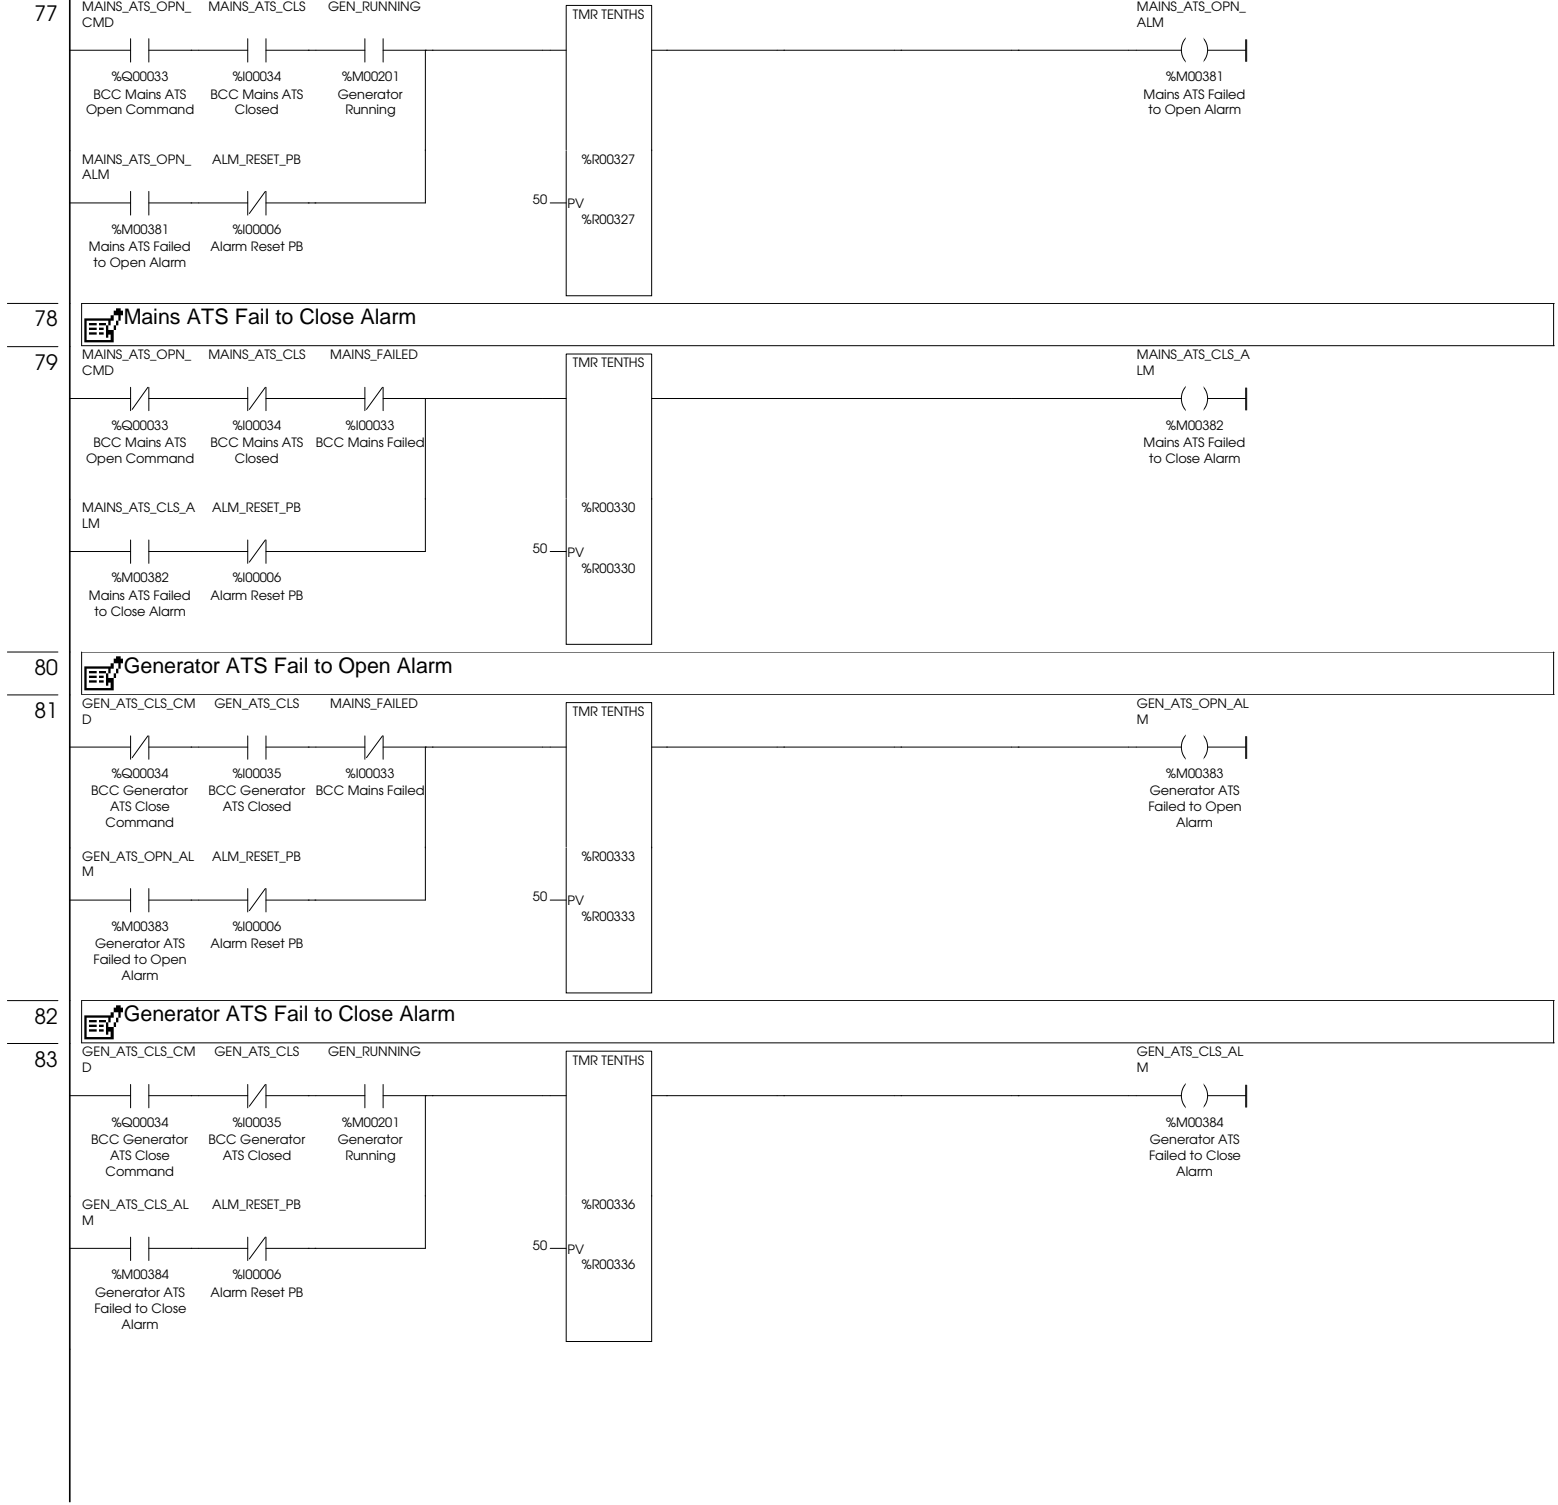 77
MAINS_ATS_OPN_ MAINS_ATS_CLS GEN_RUNNING MAINS_ATS_OPN_
CMD TMR TENTHS ALM
%Q00033 %I00034 %M00201 %M00381
BCC Mains ATS BCC Mains ATS Generator Mains ATS Failed
Open Command Closed Running to Open Alarm
MAINS_ATS_OPN_ ALM_RESET_PB %R00327
ALM
50 PV
%R00327
%M00381 %I00006
Mains ATS Failed Alarm Reset PB
to Open Alarm
78 Mains ATS Fail to Close Alarm
79
MAINS_ATS_OPN_ MAINS_ATS_CLS MAINS_FAILED MAINS_ATS_CLS_A
CMD TMR TENTHS LM
%Q00033 %I00034 %I00033 %M00382
BCC Mains ATS BCC Mains ATS BCC Mains Failed Mains ATS Failed
Open Command Closed to Close Alarm
MAINS_ATS_CLS_A ALM_RESET_PB %R00330
LM
50 PV
%R00330
%M00382 %I00006
Mains ATS Failed Alarm Reset PB
to Close Alarm
80 Generator ATS Fail to Open Alarm
81
GEN_ATS_CLS_CM GEN_ATS_CLS MAINS_FAILED GEN_ATS_OPN_AL
D TMR TENTHS M
%Q00034 %I00035 %I00033 %M00383
BCC Generator BCC Generator BCC Mains Failed Generator ATS
ATS Close ATS Closed Failed to Open
Command Alarm
GEN_ATS_OPN_AL ALM_RESET_PB %R00333
M
50 PV
%R00333
%M00383 %I00006
Generator ATS Alarm Reset PB
Failed to Open
Alarm
82 Generator ATS Fail to Close Alarm
83
GEN_ATS_CLS_CM GEN_ATS_CLS GEN_RUNNING GEN_ATS_CLS_AL
D TMR TENTHS M
%Q00034 %I00035 %M00201 %M00384
BCC Generator BCC Generator Generator Generator ATS
ATS Close ATS Closed Running Failed to Close
Command Alarm
GEN_ATS_CLS_AL ALM_RESET_PB %R00336
M
50 PV
%R00336
%M00384 %I00006
Generator ATS Alarm Reset PB
Failed to Close
Alarm